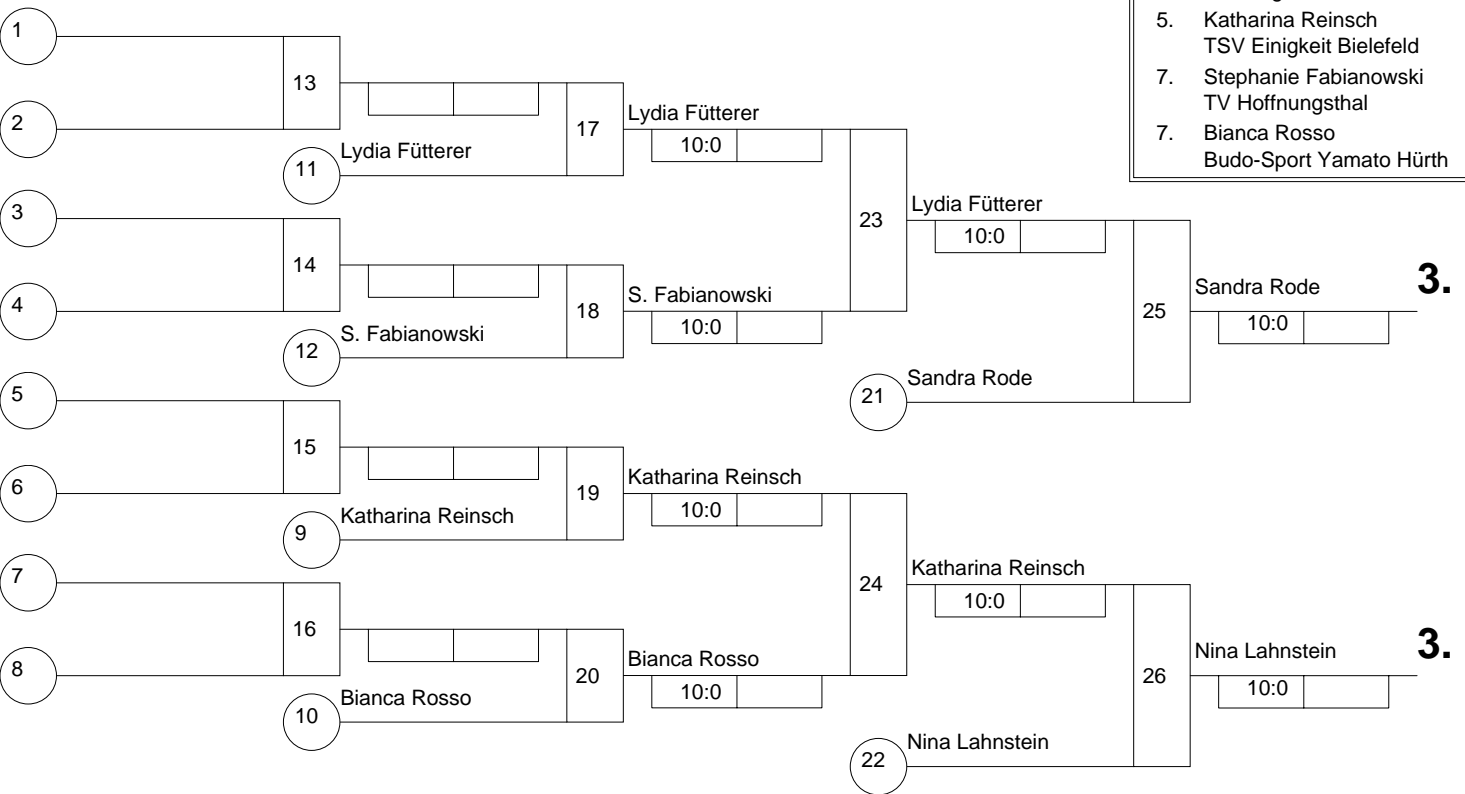 5. Katharina Reinsch
TSV Einigkeit Bielefeld
7. Stephanie Fabianowski
TV Hoffnungsthal
7. Bianca Rosso
Budo-Sport Yamato Hürth
1
13
2
17
Lydia Fütterer
10:0
11
Lydia Fütterer
3
23
Lydia Fütterer
10:0
14
4
18
S. Fabianowski
10:0
12
S. Fabianowski
25
Sandra Rode
10:0
3.
5
21
Sandra Rode
15
6
19
Katharina Reinsch
10:0
9
Katharina Reinsch
7
24
Katharina Reinsch
10:0
16
8
20
Bianca Rosso
10:0
10
Bianca Rosso
26
Nina Lahnstein
10:0
3.
22
Nina Lahnstein